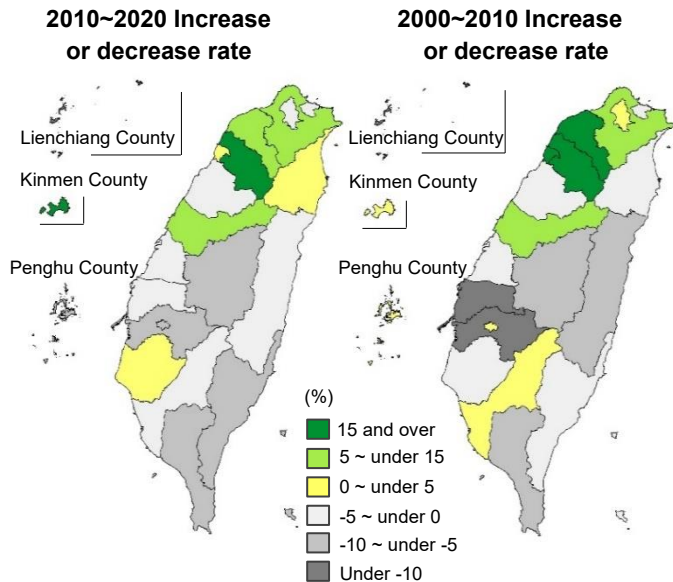 2010~2020 Increase
or decrease rate
2000~2010 Increase
or decrease rate
Lienchiang County
Kinmen County
Penghu County
Lienchiang County
Kinmen County
Penghu County
(%)
15 and over
5 ~ under 15
0 ~ under 5
-5 ~ under 0
-10 ~ under -5
Under -10